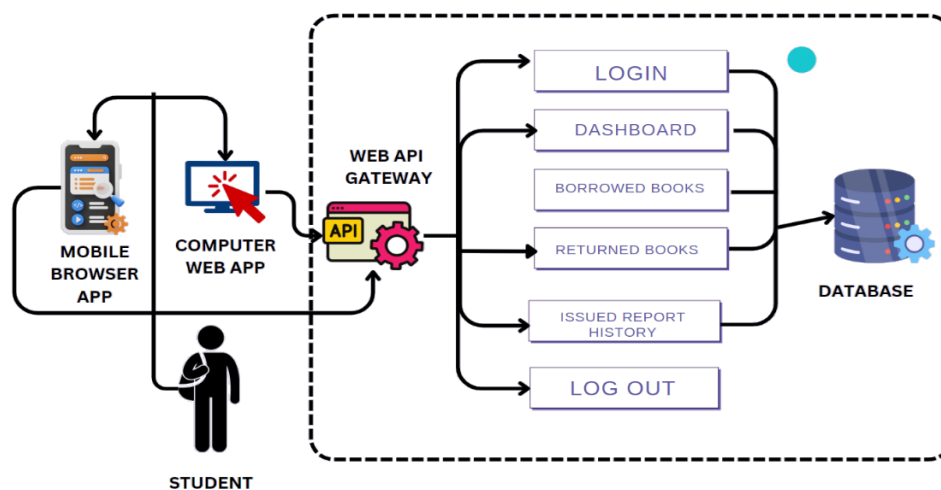 LOGIN
DASHBOARD
WEB API
GATEWAY
BORROWED BOOKS
API
MOBILE
BROWSER
APP
COMPUTER
WEB APP
RETURNED BOOKS
DATABASE
ISSUED REPORT
HISTORY
LOG OUT
STUDENT